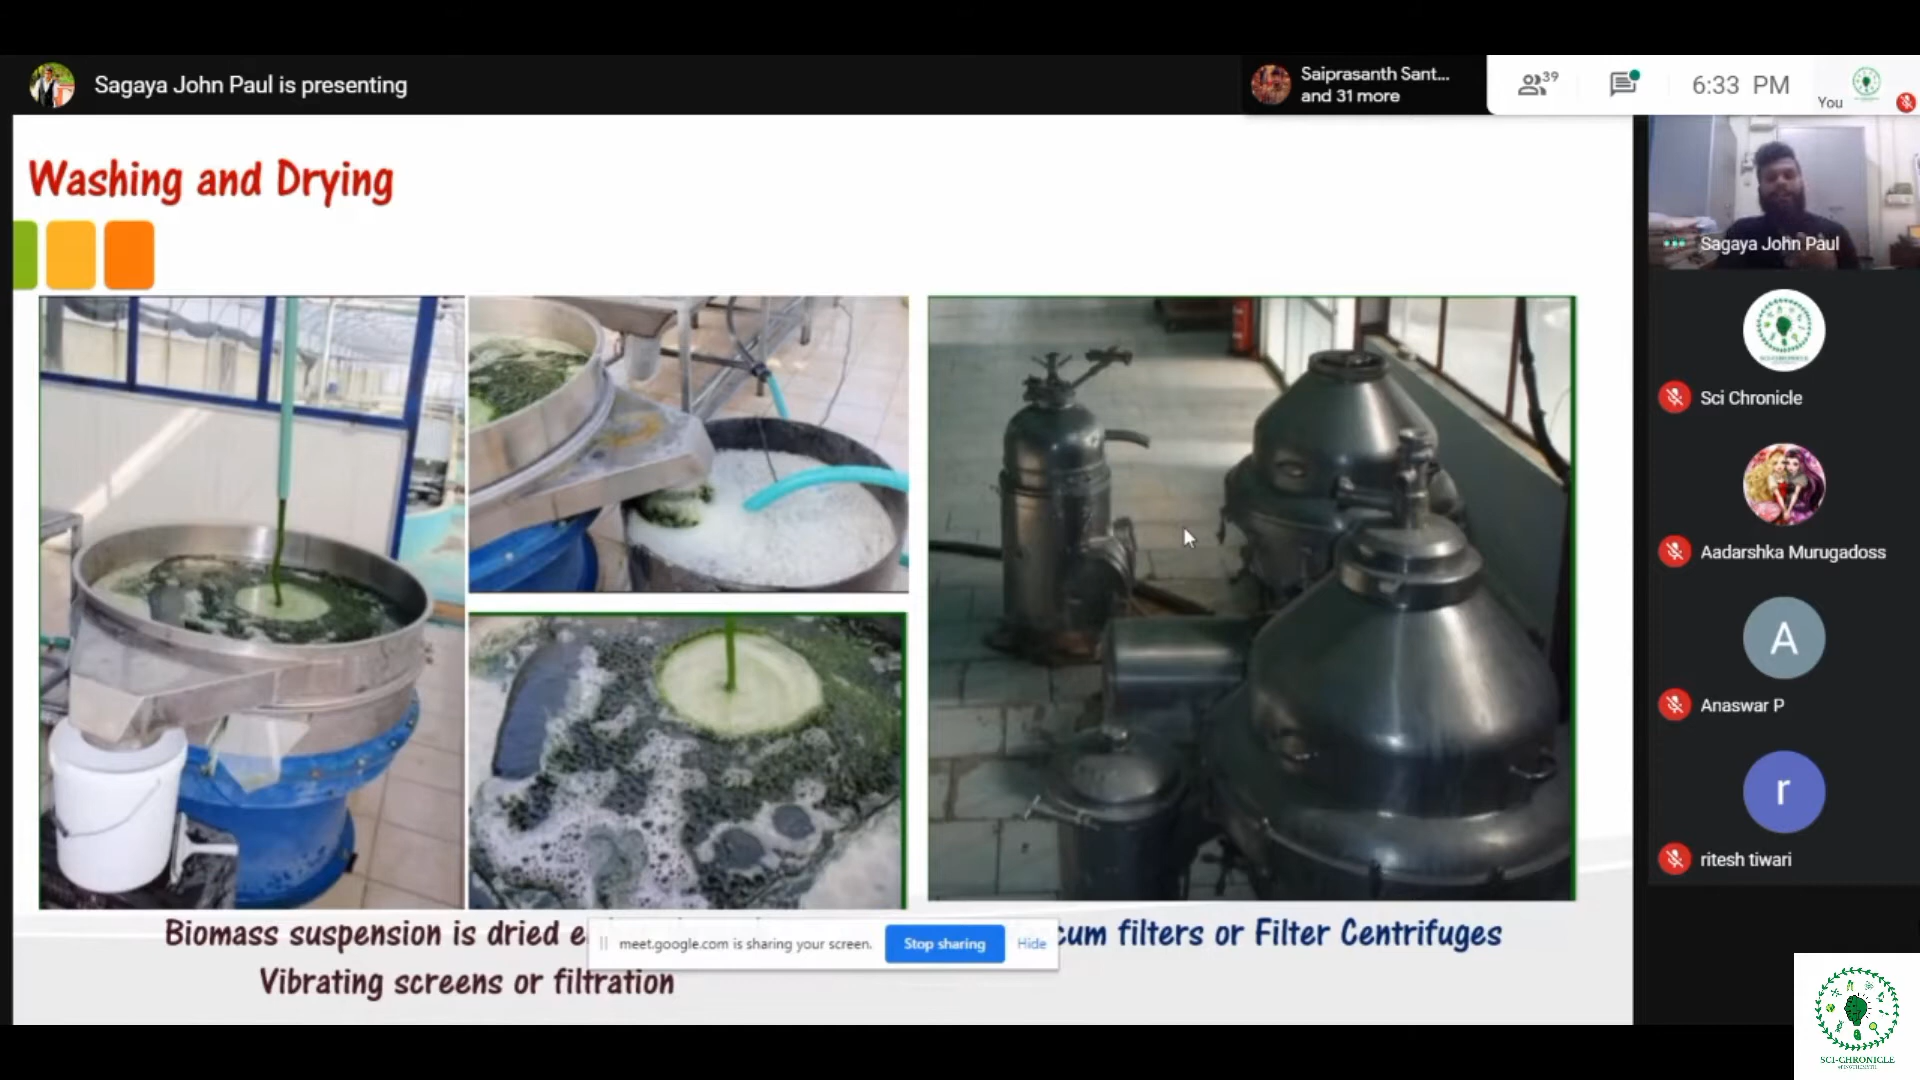 Sagaya John Paul is presenting
Saiprasanth Sant...
and 31 more
39
6:33 PM
You
Washing and Drying
Sagaya John Paul
Sci Chronicle
Aadarshka Murugadoss
A
Anaswar P
r
ritesh tiwari
Biomass suspension is dried
Vibrating screens or filtration
filters or Filter Centrifuges
meet.google.com is sharing your screen.
Stop sharing
Hide
SCI-CHRONICLE